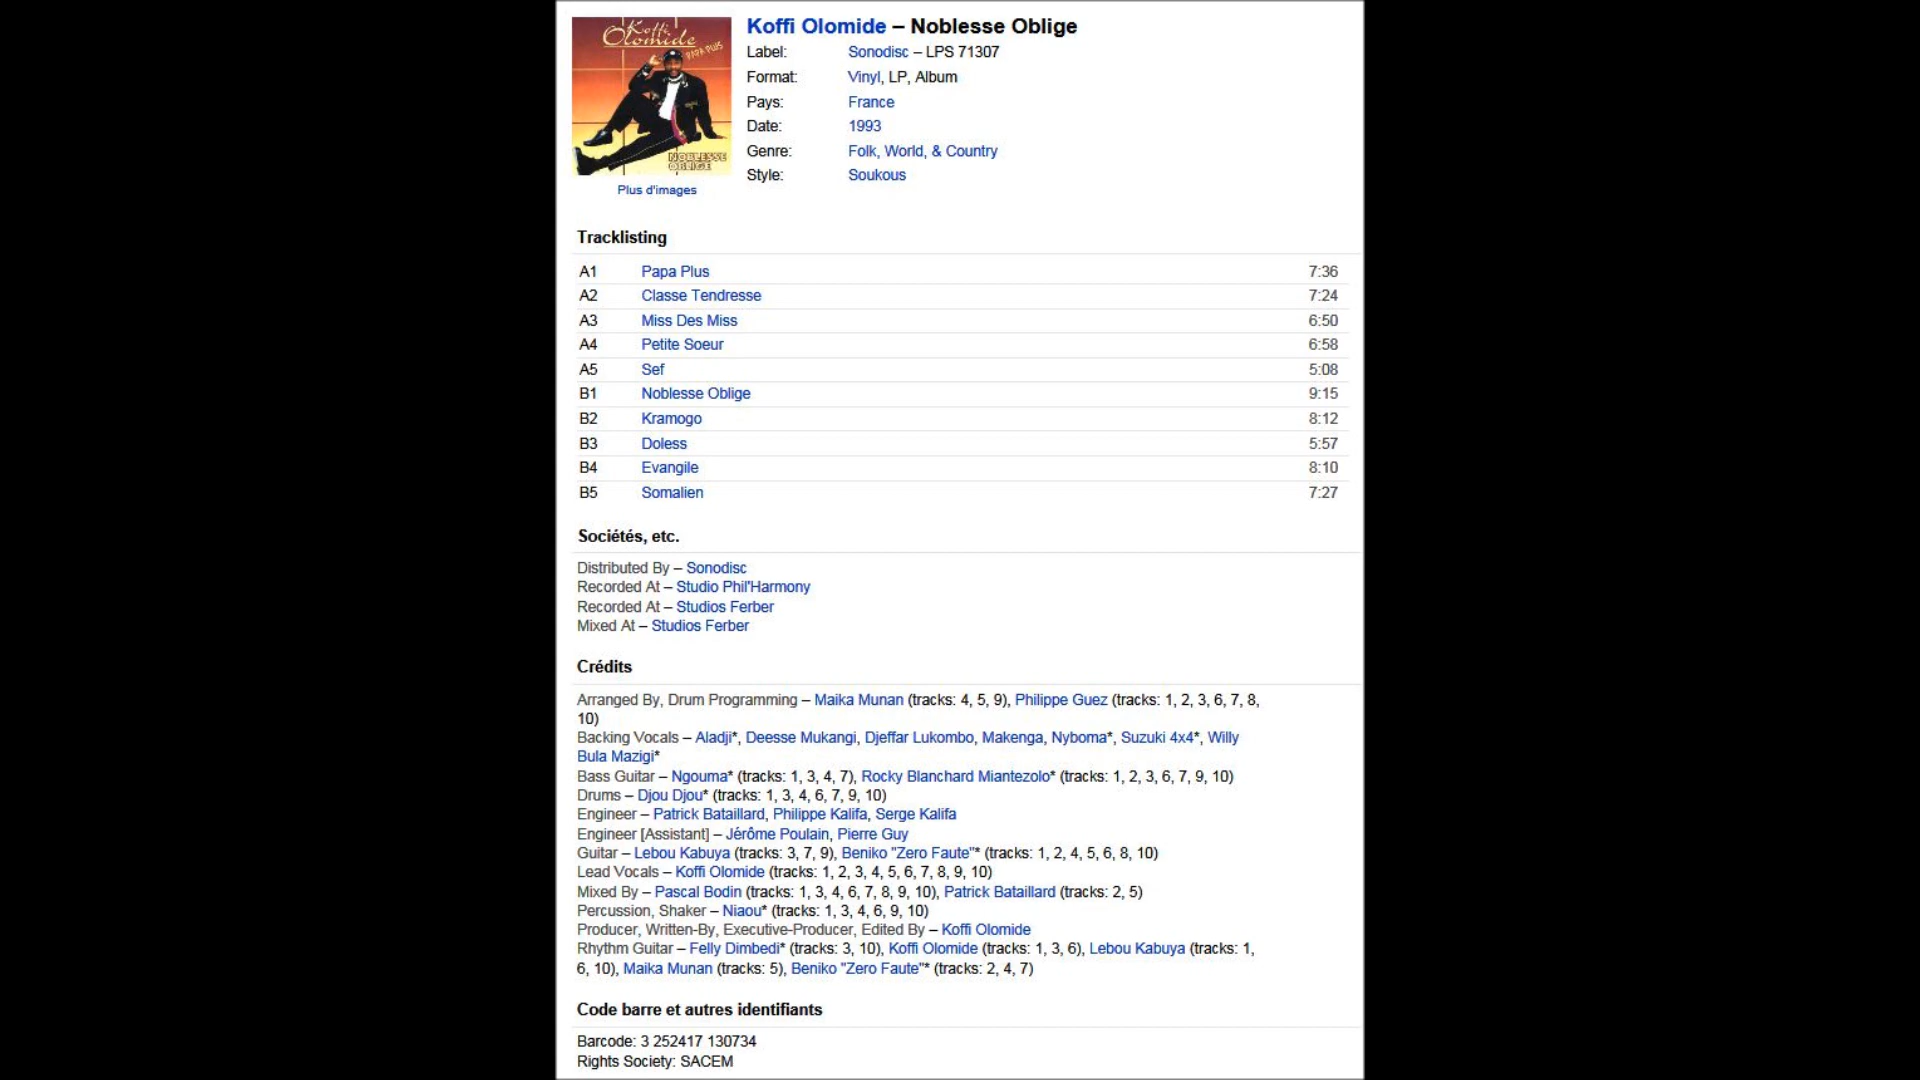 Koffi Olomide
PAPA PLUS
NOBLESSE
OBLIGE
Plus d'images
Koffi Olomide – Noblesse Oblige
Label: Sonodisc – LPS 71307
Format: Vinyl, LP, Album
Pays: France
Date: 1993
Genre: Folk, World, & Country
Style: Soukous
Tracklisting
A1 Papa Plus 7:36
A2 Classe Tendresse 7:24
A3 Miss Des Miss 6:50
A4 Petite Soeur 6:58
A5 Sef 5:08
B1 Noblesse Oblige 9:15
B2 Kramogo 8:12
B3 Doless 5:57
B4 Evangile 8:10
B5 Somalien 7:27
Sociétés, etc.
Distributed By – Sonodisc
Recorded At – Studio Phil'Harmony
Recorded At – Studios Ferber
Mixed At – Studios Ferber
Crédits
Arranged By, Drum Programming – Maika Munan (tracks: 4, 5, 9), Philippe Guez (tracks: 1, 2, 3, 6, 7, 8,
10)
Backing Vocals – Aladji*, Deesse Mukangi, Djeffar Lukombo, Makenga, Nyboma*, Suzuki 4x4*, Willy
Bula Mazigi*
Bass Guitar – Ngouma* (tracks: 1, 3, 4, 7), Rocky Blanchard Miantezolo* (tracks: 1, 2, 3, 6, 7, 9, 10)
Drums – Djou Djou* (tracks: 1, 3, 4, 6, 7, 9, 10)
Engineer – Patrick Bataillard, Philippe Kalifa, Serge Kalifa
Engineer [Assistant] – Jérôme Poulain, Pierre Guy
Guitar – Lebou Kabuya (tracks: 3, 7, 9), Beniko "Zero Faute"* (tracks: 1, 2, 4, 5, 6, 8, 10)
Lead Vocals – Koffi Olomide (tracks: 1, 2, 3, 4, 5, 6, 7, 8, 9, 10)
Mixed By – Pascal Bodin (tracks: 1, 3, 4, 6, 7, 8, 9, 10), Patrick Bataillard (tracks: 2, 5)
Percussion, Shaker – Niaou* (tracks: 1, 3, 4, 6, 9, 10)
Producer, Written-By, Executive-Producer, Edited By – Koffi Olomide
Rhythm Guitar – Felly Dimbedi* (tracks: 3, 10), Koffi Olomide (tracks: 1, 3, 6), Lebou Kabuya (tracks: 1,
6, 10), Maika Munan (tracks: 5), Beniko "Zero Faute"* (tracks: 2, 4, 7)
Code barre et autres identifiants
Barcode: 3 252417 130734
Rights Society: SACEM